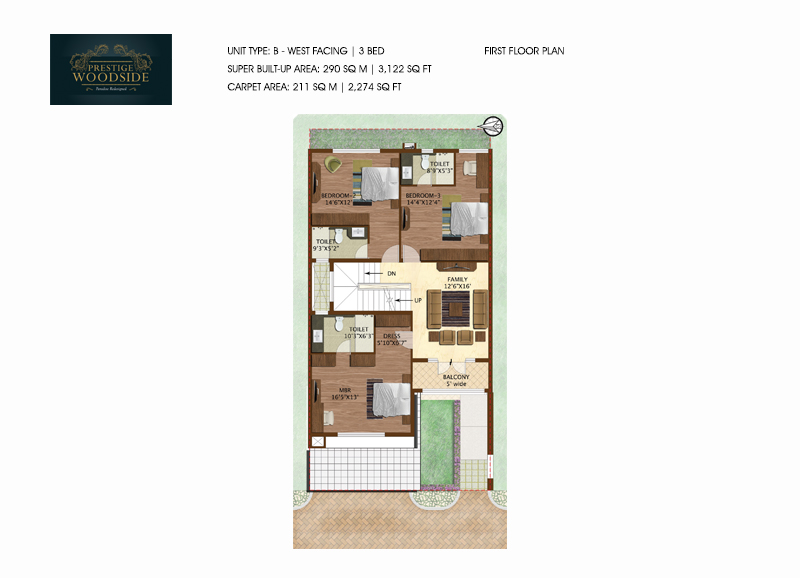 PRESTIGE
WOODSIDE
UNIT TYPE: B - WEST FACING | 3 BED
FIRST FLOOR PLAN
SUPER BUILT-UP AREA: 290 SQ M | 3,122 SQ FT
CARPET AREA: 211 SQ M | 2,274 SQ FT
TOILET
8'9"X5'3"
BEDROOM-2
14'6"X12'
BEDROOM-3
14'4"X12'4"
TOILET
9'3"X5'2"
DN
FAMILY
12'6"X16'
UP
TOILET
10'3"X6'3"
DRESS
5'10"X6'7"
BALCONY
5' wide
MBR
16'5"X13'